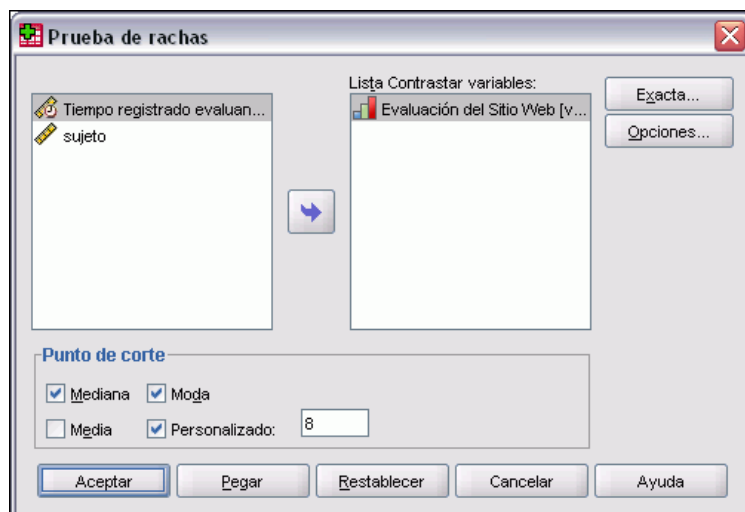 Prueba de rachas
Lista Contrastar variables:
Tiempo registrado evaluan...
sujeto
Evaluación del Sitio Web [v...
Exacta...
Opciones...
Punto de corte
Mediana
Moda
Media
Personalizado:
8
Aceptar
Pegar
Restablecer
Cancelar
Ayuda